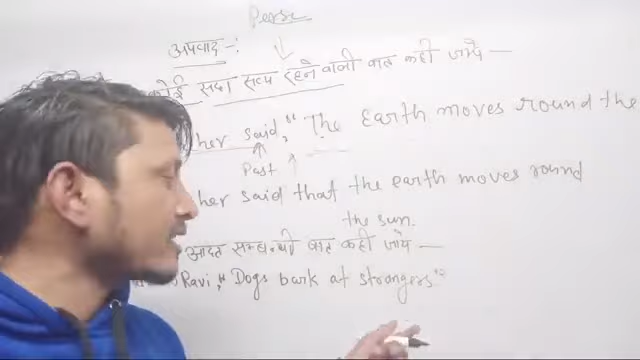 अपवाद -:
कोई सदा सत्य रहने वाली बात कही जाये —
her said, "The Earth moves round the
Past
her said that the earth moves round
the sun.
आदत सम्बन्धी बात कही जाये —
Ravi, "Dogs bark at strangers"